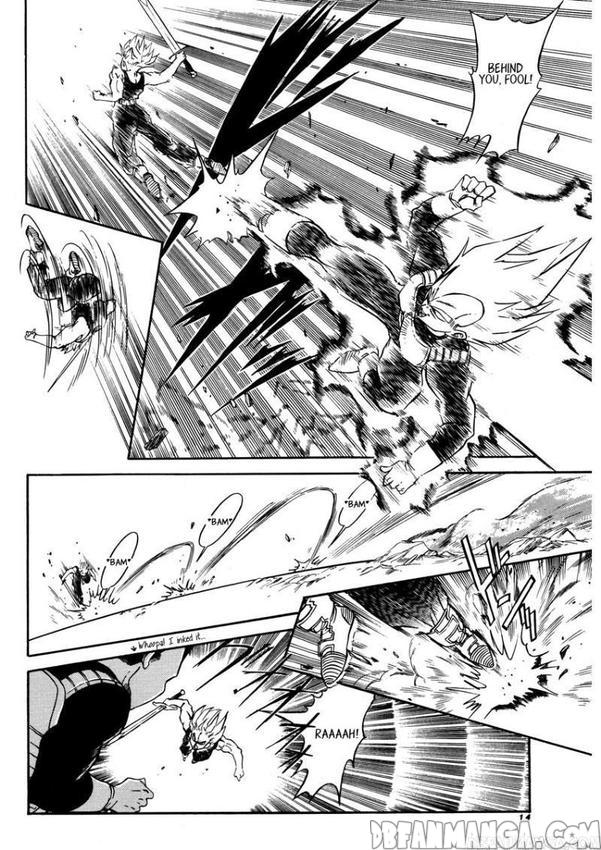 BEHIND
YOU, FOOL!
*BAM*
*BAM*
*BAM*
Whoops! I inked it...
RAAAAH!
14
DBFANMANGA.COM